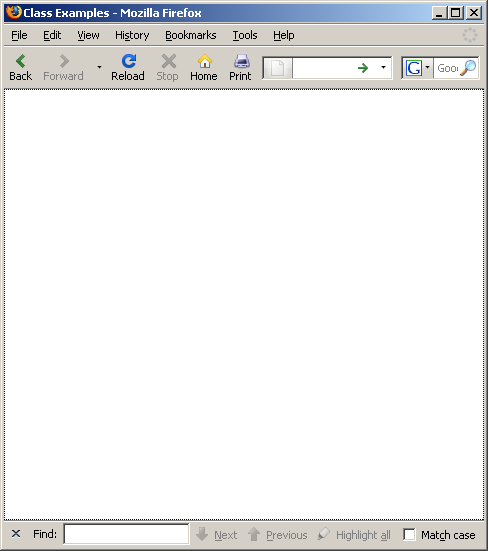 Class Examples - Mozilla Firefox
File Edit View History Bookmarks Tools Help
Back Forward Reload Stop Home Print G Goo
Find: Next Previous Highlight all Match case